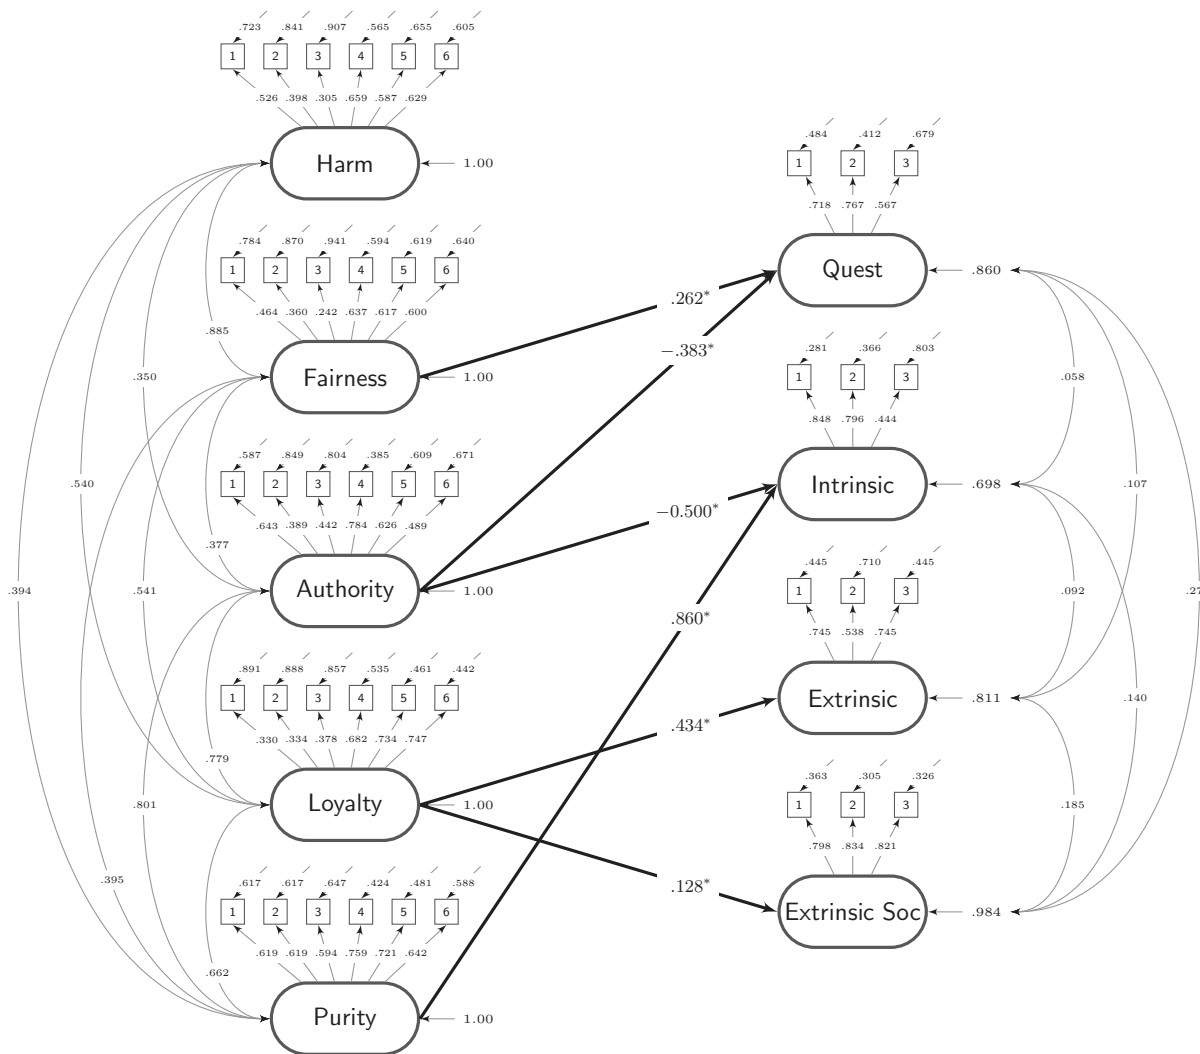 .723 .841 .907 .565 .655 .605
1 2 3 4 5 6
.526 .398 .305 .659 .587 .629
Harm
1.00
.784 .870 .941 .594 .619 .640
1 2 3 4 5 6
.464 .360 .242 .637 .617 .600
Fairness
1.00
.587 .849 .804 .385 .609 .671
1 2 3 4 5 6
.643 .389 .442 .784 .626 .489
Authority
1.00
.891 .888 .857 .535 .461 .442
1 2 3 4 5 6
.330 .334 .378 .682 .734 .747
Loyalty
1.00
.617 .617 .647 .424 .481 .588
1 2 3 4 5 6
.619 .619 .594 .759 .721 .642
Purity
1.00
.885
.350
.540
.377
.394
.541
.779
.801
.395
.662
.262*
−.383*
−0.500*
.860*
.434*
.128*
.484 .412 .679
1 2 3
.718 .767 .567
Quest
.860
.281 .366 .803
1 2 3
.848 .796 .444
Intrinsic
.698
.445 .710 .445
1 2 3
.745 .538 .745
Extrinsic
.811
.363 .305 .326
1 2 3
.798 .834 .821
Extrinsic Soc
.984
.058
.107
.092
.140
.185